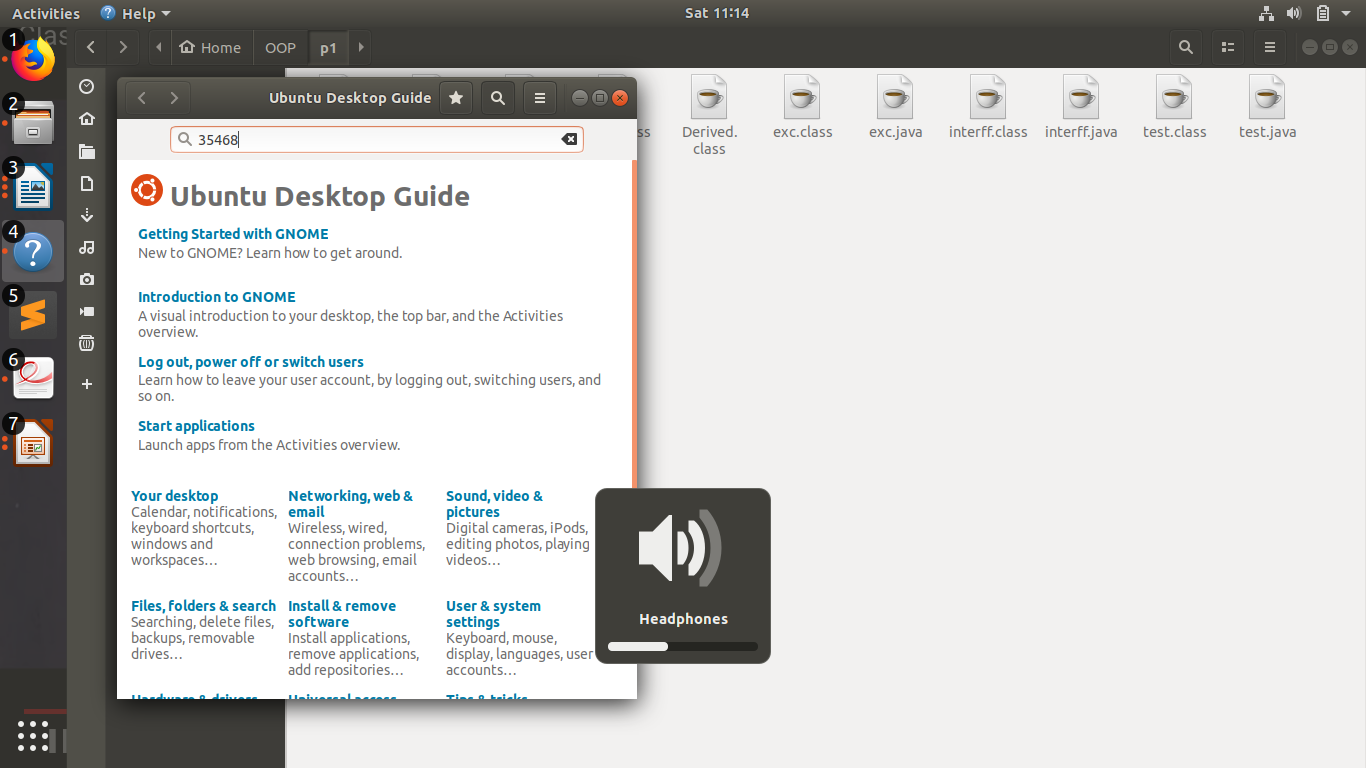 Activities
Help
Sat 11:14
Clas
1
2
3
4
5
6
7
Home
OOP
p1
ss
Derived.
class
exc.class
exc.java
interff.class
interff.java
test.class
test.java
Ubuntu Desktop Guide
35468
Ubuntu Desktop Guide
Getting Started with GNOME
New to GNOME? Learn how to get around.
Introduction to GNOME
A visual introduction to your desktop, the top bar, and the Activities
overview.
Log out, power off or switch users
Learn how to leave your user account, by logging out, switching users, and
so on.
Start applications
Launch apps from the Activities overview.
Your desktop
Calendar, notifications,
keyboard shortcuts,
windows and
workspaces…
Networking, web &
email
Wireless, wired,
connection problems,
web browsing, email
accounts…
Sound, video &
pictures
Digital cameras, iPods,
editing photos, playing
videos…
Files, folders & search
Searching, delete files,
backups, removable
drives…
Install & remove
software
Install applications,
remove applications,
add repositories…
User & system
settings
Keyboard, mouse,
display, languages, user
accounts…
Hardware & drivers
Universal access
Tips & tricks
Headphones